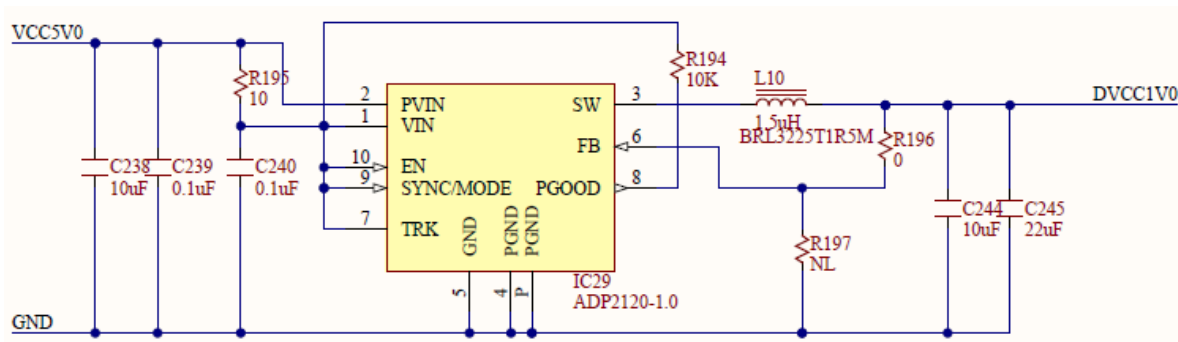 VCC5V0
R195
10
R194
10K
L10
1.5uH
BRL3225T1R5M
DVCC1V0
2
PVIN
SW
3
1
VIN
FB
6
R196
0
10
EN
9
SYNC/MODE
PGOOD
8
7
TRK
GND
PGND
PGND
5
4
P
IC29
ADP2120-1.0
C238
10uF
C239
0.1uF
C240
0.1uF
R197
NL
C244
10uF
C245
22uF
GND